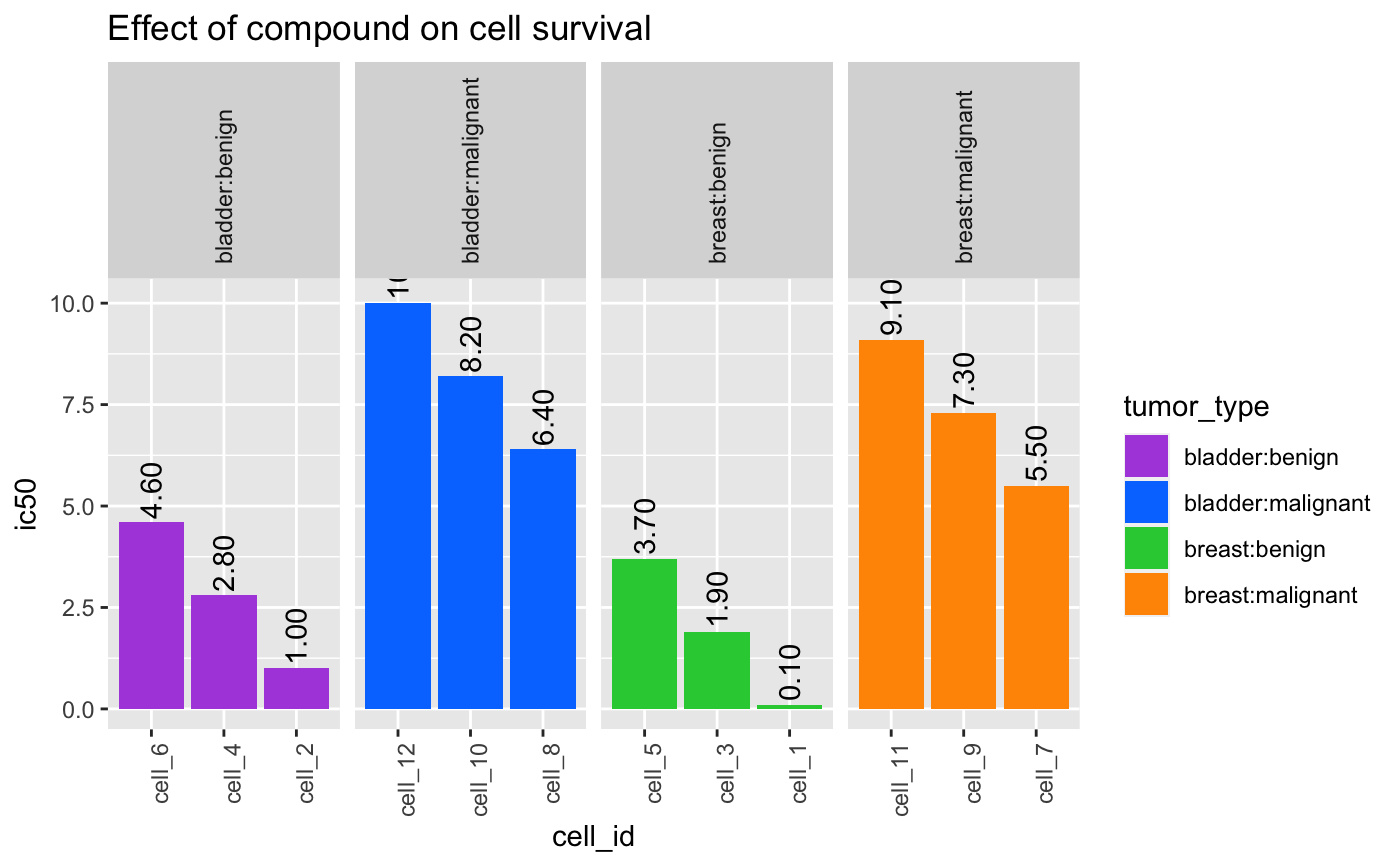 Effect of compound on cell survival
bladder:benign
bladder:malignant
breast:benign
breast:malignant
ic50
10.0
7.5
5.0
2.5
0.0
4.60
2.80
1.00
8.20
6.40
3.70
1.90
0.10
9.10
7.30
5.50
cell_6
cell_4
cell_2
cell_12
cell_10
cell_8
cell_5
cell_3
cell_1
cell_11
cell_9
cell_7
cell_id
tumor_type
bladder:benign
bladder:malignant
breast:benign
breast:malignant